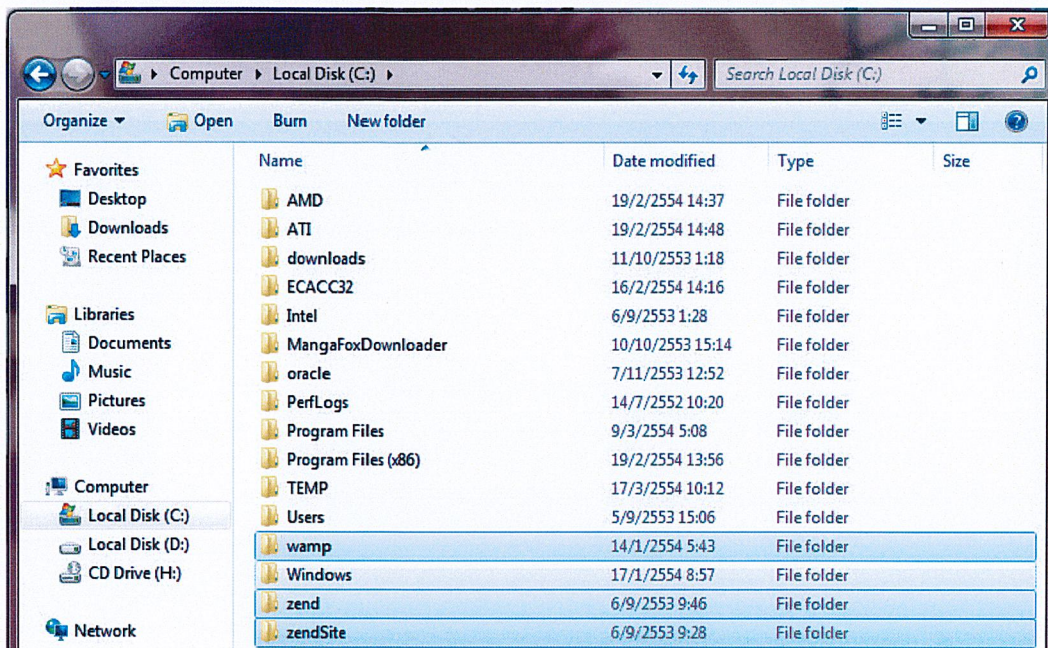 Computer Local Disk (C:)
Search Local Disk (C:)
Organize Open Burn New folder
Favorites
Desktop
Downloads
Recent Places
Libraries
Documents
Music
Pictures
Videos
Computer
Local Disk (C:)
Local Disk (D:)
CD Drive (H:)
Network
Name Date modified Type Size
AMD 19/2/2554 14:37 File folder
ATI 19/2/2554 14:48 File folder
downloads 11/10/2553 1:18 File folder
ECACC32 16/2/2554 14:16 File folder
Intel 6/9/2553 1:28 File folder
MangaFoxDownloader 10/10/2553 15:14 File folder
oracle 7/11/2553 12:52 File folder
PerfLogs 14/7/2552 10:20 File folder
Program Files 9/3/2554 5:08 File folder
Program Files (x86) 19/2/2554 13:56 File folder
TEMP 17/3/2554 10:12 File folder
Users 5/9/2553 15:06 File folder
wamp 14/1/2554 5:43 File folder
Windows 17/1/2554 8:57 File folder
zend 6/9/2553 9:46 File folder
zendSite 6/9/2553 9:28 File folder